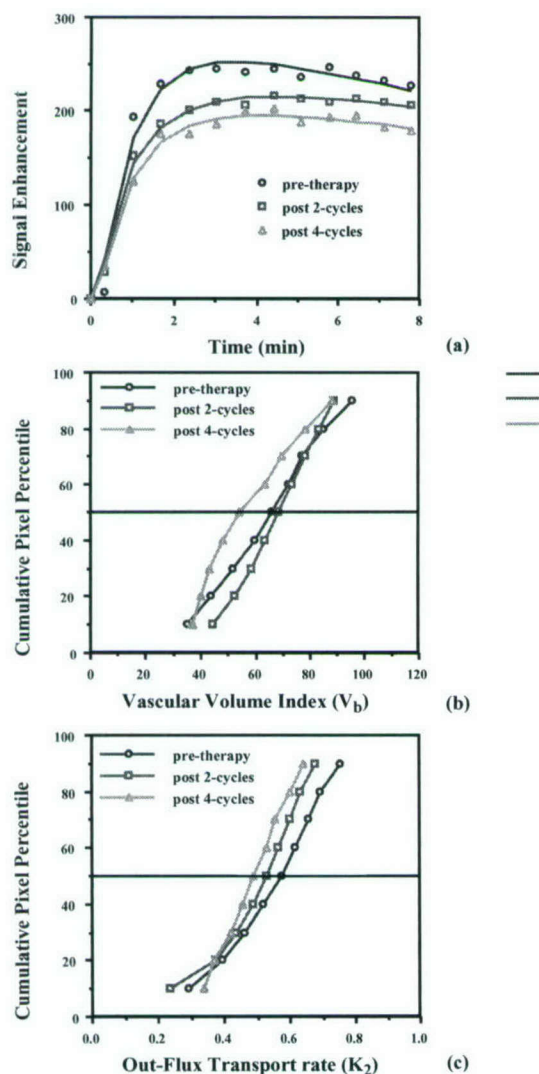 300
200
100
0
Signal Enhancement
pre-therapy
post 2-cycles
post 4-cycles
0 2 4 6 8
Time (min)
(a)
100
80
60
40
20
0
Cumulative Pixel Percentile
pre-therapy
post 2-cycles
post 4-cycles
0 20 40 60 80 100 120
Vascular Volume Index (Vb)
(b)
100
80
60
40
20
0
Cumulative Pixel Percentile
pre-therapy
post 2-cycles
post 4-cycles
0.0 0.2 0.4 0.6 0.8 1.0
Out-Flux Transport rate (K2)
(c)